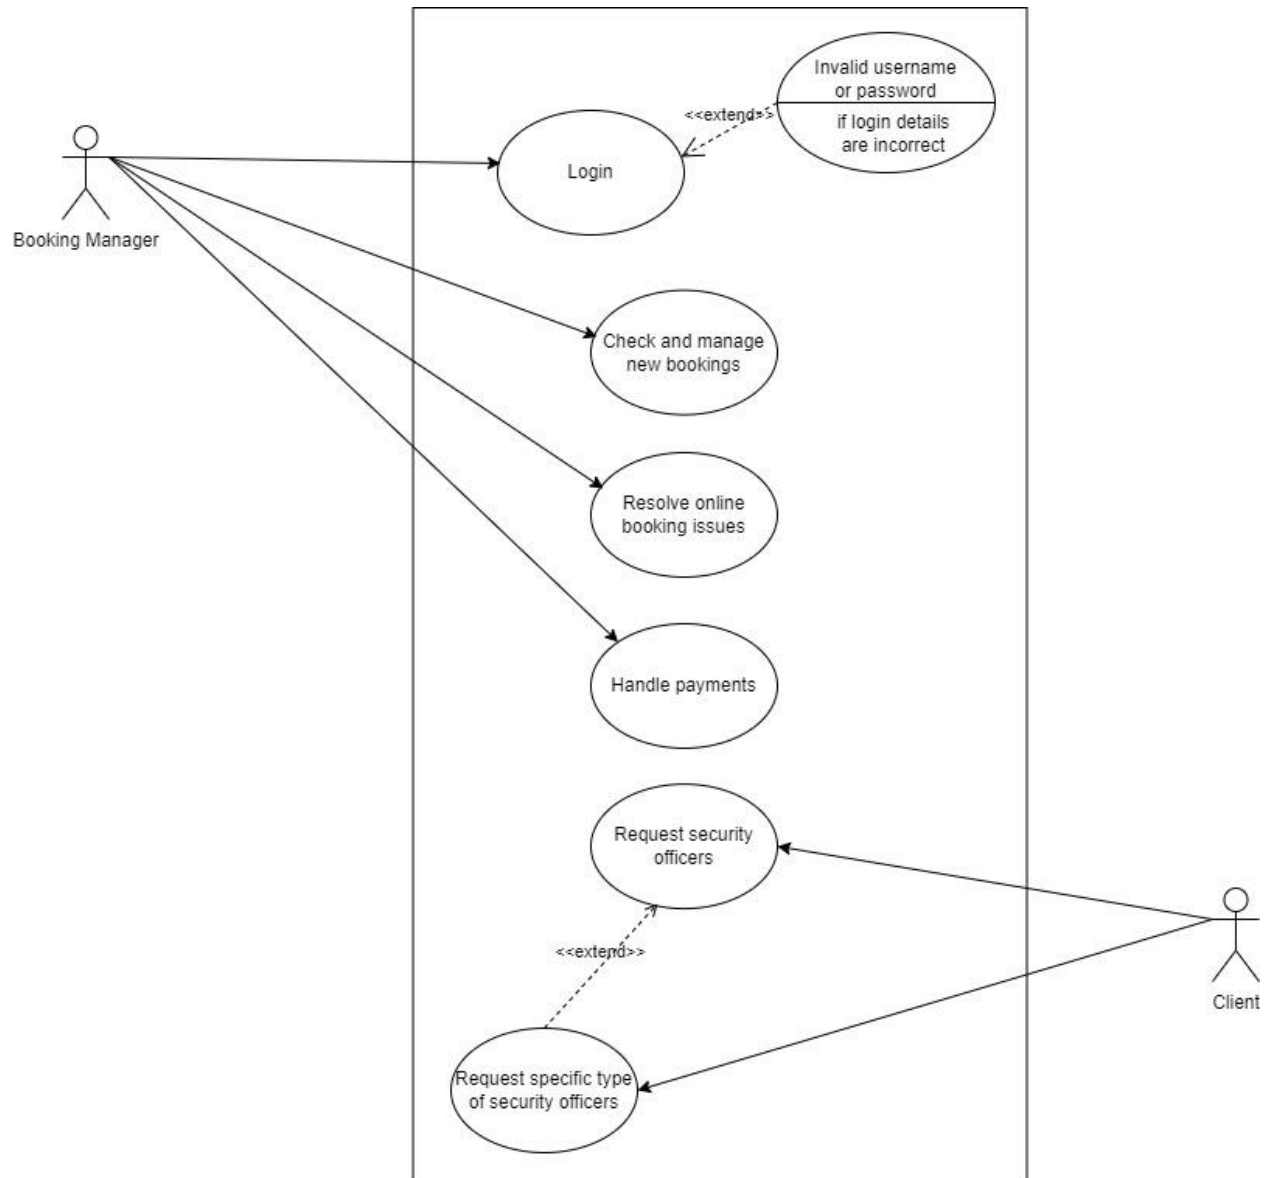 Invalid username
or password
if login details
are incorrect
<<extend>>
Login
Booking Manager
Check and manage
new bookings
Resolve online
booking issues
Handle payments
Request security
officers
<<extend>>
Client
Request specific type
of security officers